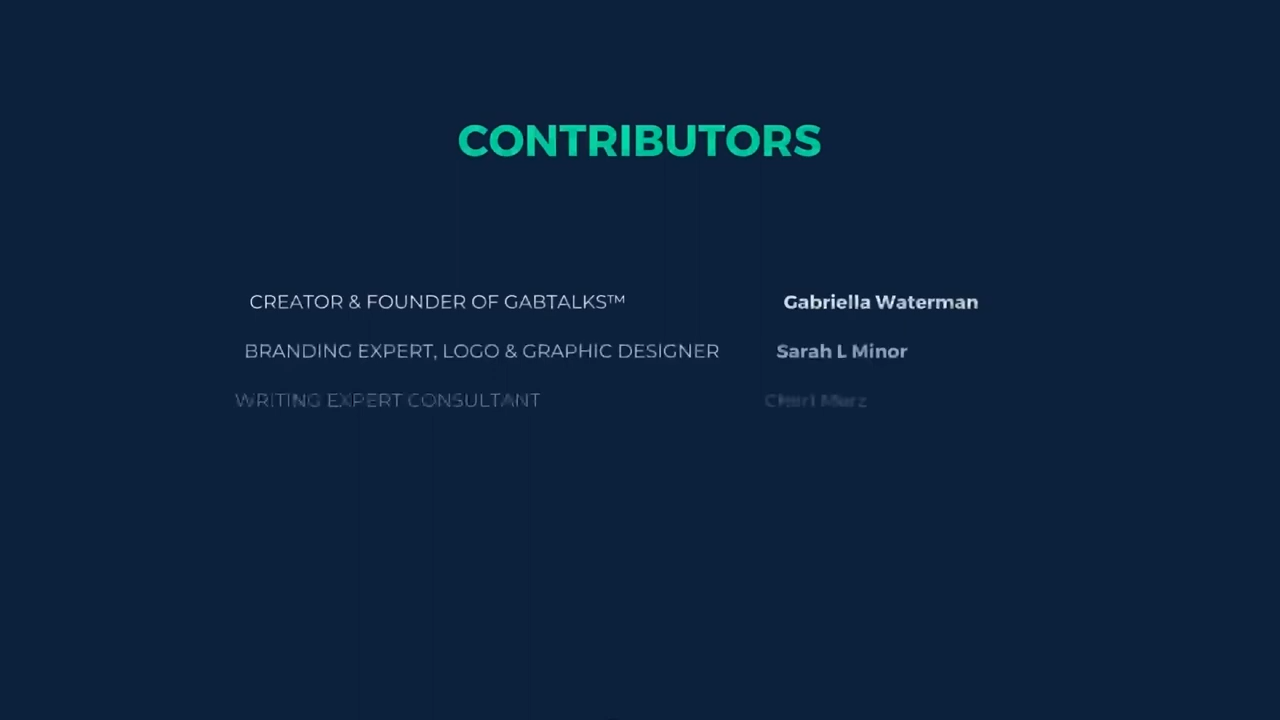 CONTRIBUTORS
CREATOR & FOUNDER OF GABTALKS™ Gabriella Waterman
BRANDING EXPERT, LOGO & GRAPHIC DESIGNER Sarah L Minor
WRITING EXPERT CONSULTANT